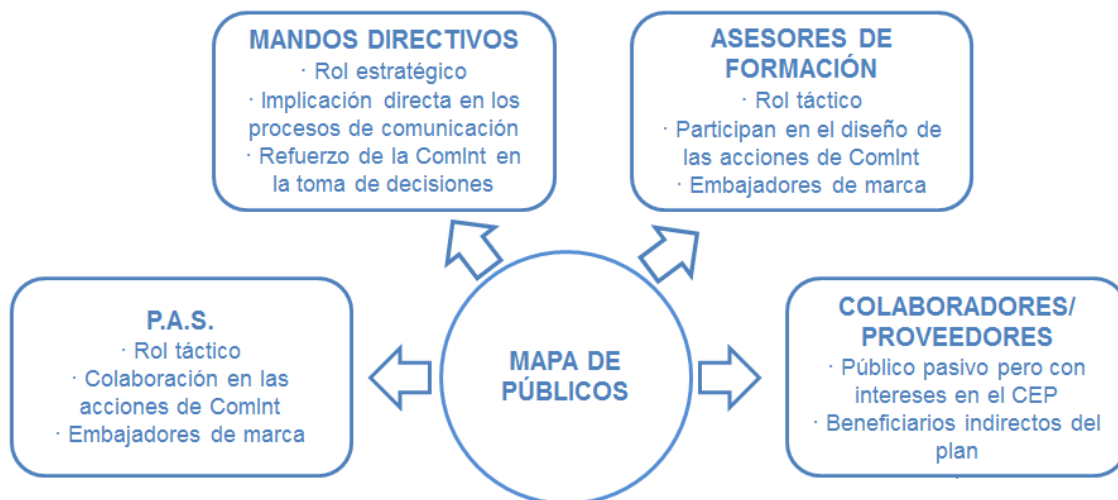 MANDOS DIRECTIVOS
· Rol estratégico
· Implicación directa en los
procesos de comunicación
· Refuerzo de la ComInt en
la toma de decisiones
ASESORES DE
FORMACIÓN
· Rol táctico
· Participan en el diseño de
las acciones de ComInt
· Embajadores de marca
P.A.S.
· Rol táctico
· Colaboración en las
acciones de ComInt
· Embajadores de marca
MAPA DE
PÚBLICOS
COLABORADORES/
PROVEEDORES
· Público pasivo pero con
intereses en el CEP
· Beneficiarios indirectos del
plan